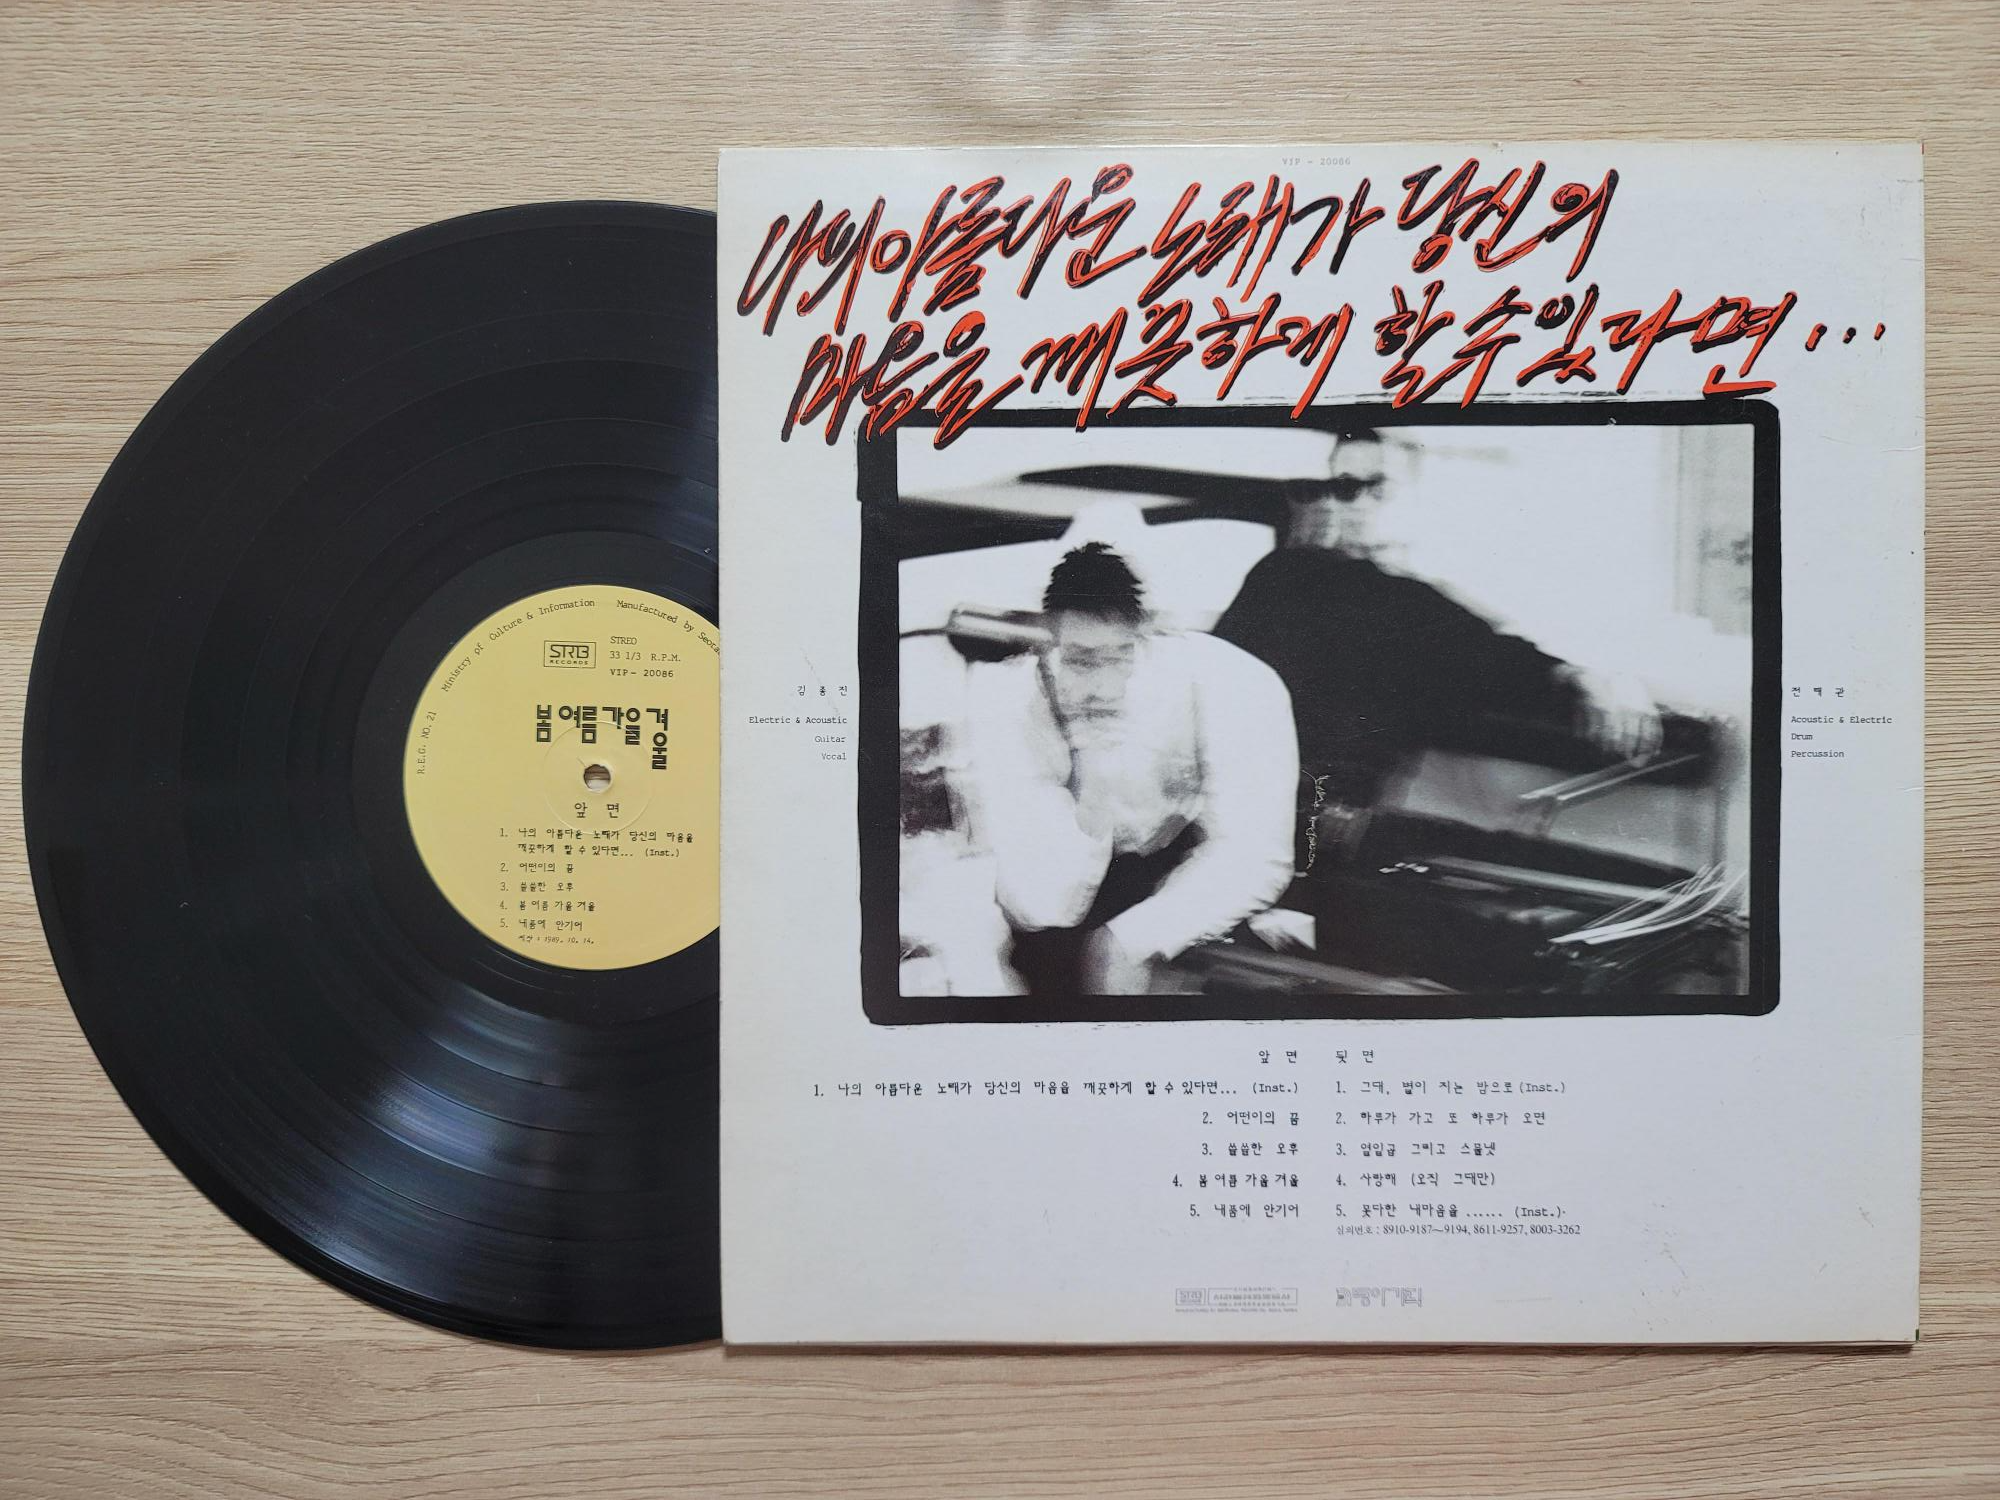 VIP - 20086
나의 아름다운 노래가 당신의
마음을 깨끗하게 할 수 있다면...
김 종 진
Electric & Acoustic
Guitar
Vocal
전 태 관
Acoustic & Electric
Drum
Percussion
앞 면
1. 나의 아름다운 노래가 당신의 마음을 깨끗하게 할 수 있다면... (Inst.)
2. 어떤이의 꿈
3. 쓸쓸한 오후
4. 봄 여름 가을 겨울
5. 내품에 안기어
뒷 면
1. 그대, 별이 지는 밤으로 (Inst.)
2. 하루가 가고 또 하루가 오면
3. 열일곱 그리고 스물넷
4. 사랑해 (오직 그대만)
5. 못다한 내마음을 ...... (Inst.)
심의번호 : 8910-9187~9194, 8611-9257, 8003-3262
SRB
R.E.G. NO. 21 Ministry of Culture & Information Manufactured by
SRB
RECORDS
STREO
33 1/3 R.P.M.
VIP - 20086
봄여름가을겨울
앞 면
1. 나의 아름다운 노래가 당신의 마음을
깨끗하게 할 수 있다면... (Inst.)
2. 어떤이의 꿈
3. 쓸쓸한 오후
4. 봄 여름 가을 겨울
5. 내품에 안기어
1989. 10. 14.